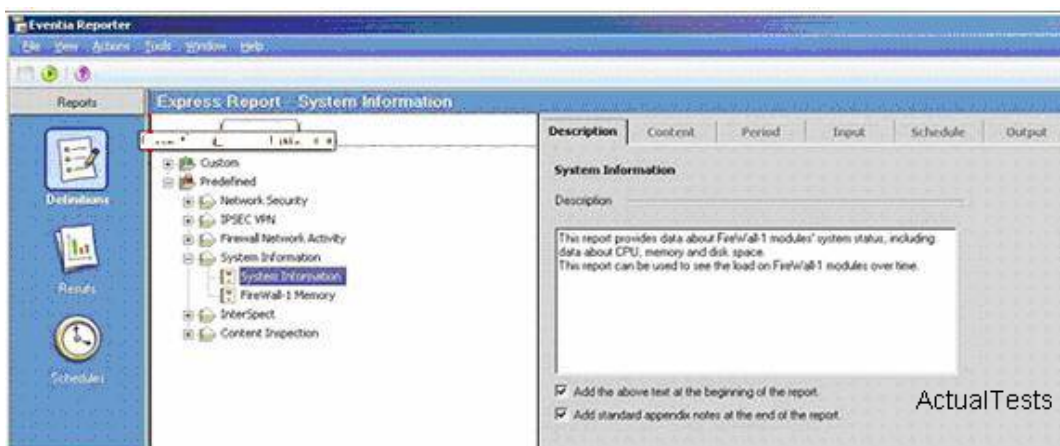 Eventia Reporter
File View Actions Tools Window Help
Reports
Express Report System Information
Definitions
Results
Schedules
Custom
Predefined
Network Security
IPSEC VPN
Firewall Network Activity
System Information
System Information
FireWall-1 Memory
InterSpect
Content Inspection
Description Content Period Input Schedule Output
System Information
Description
This report provides data about FireWall-1 modules' system status, including
data about CPU, memory and disk space.
This report can be used to see the load on FireWall-1 modules over time.
Add the above text at the beginning of the report.
Add standard appendix notes at the end of the report.
ActualTests